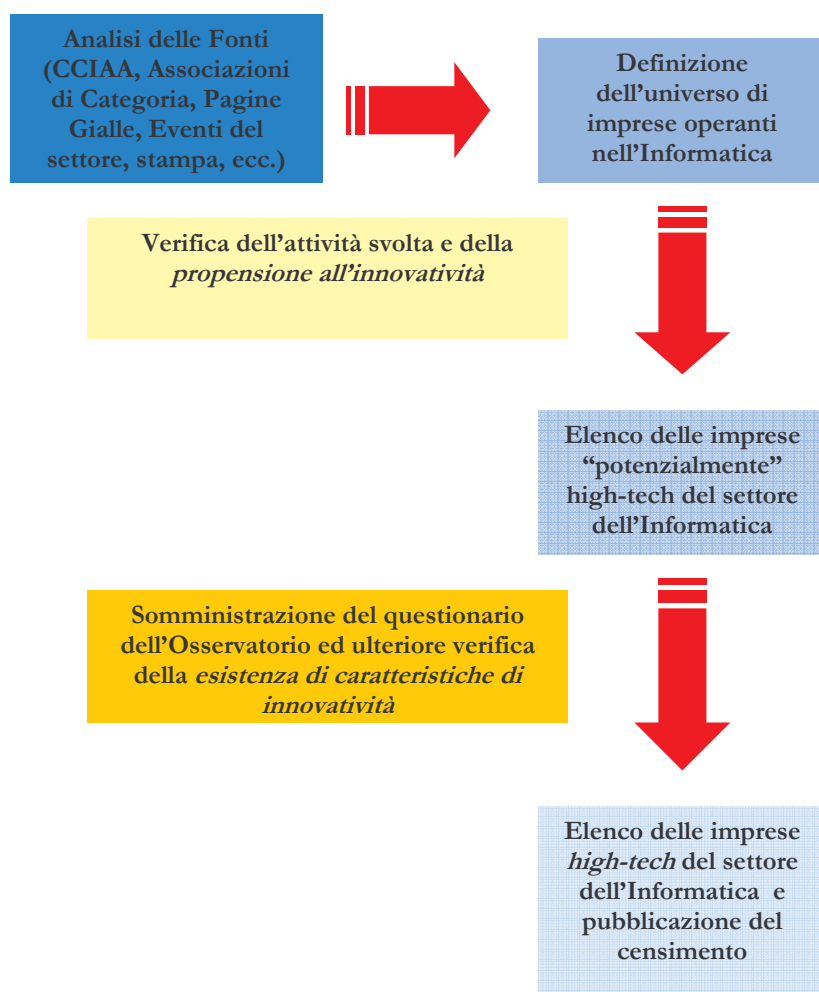 Analisi delle Fonti
(CCIAA, Associazioni
di Categoria, Pagine
Gialle, Eventi del
settore, stampa, ecc.)
Definizione
dell’universo di
imprese operanti
nell’Informatica
Verifica dell’attività svolta e della
propensione all’innovatività
Elenco delle imprese
“potenzialmente”
high-tech del settore
dell’Informatica
Somministrazione del questionario
dell’Osservatorio ed ulteriore verifica
della esistenza di caratteristiche di
innovatività
Elenco delle imprese
high-tech del settore
dell’Informatica e
pubblicazione del
censimento